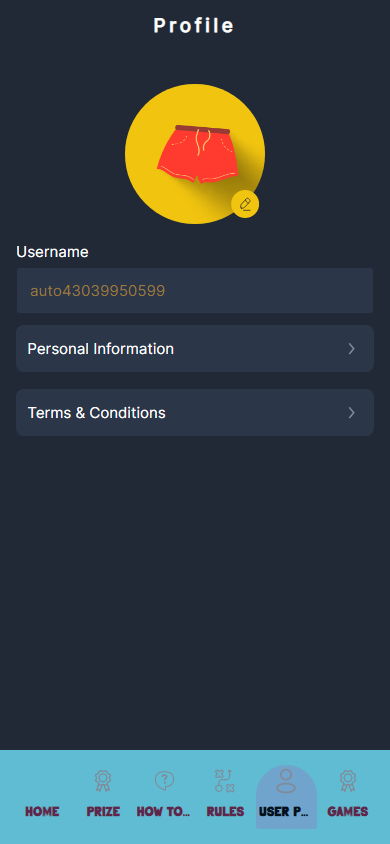 Profile
Username
auto43039950599
Personal Information
Terms & Conditions
HOME
PRIZE
HOW TO...
RULES
USER P...
GAMES